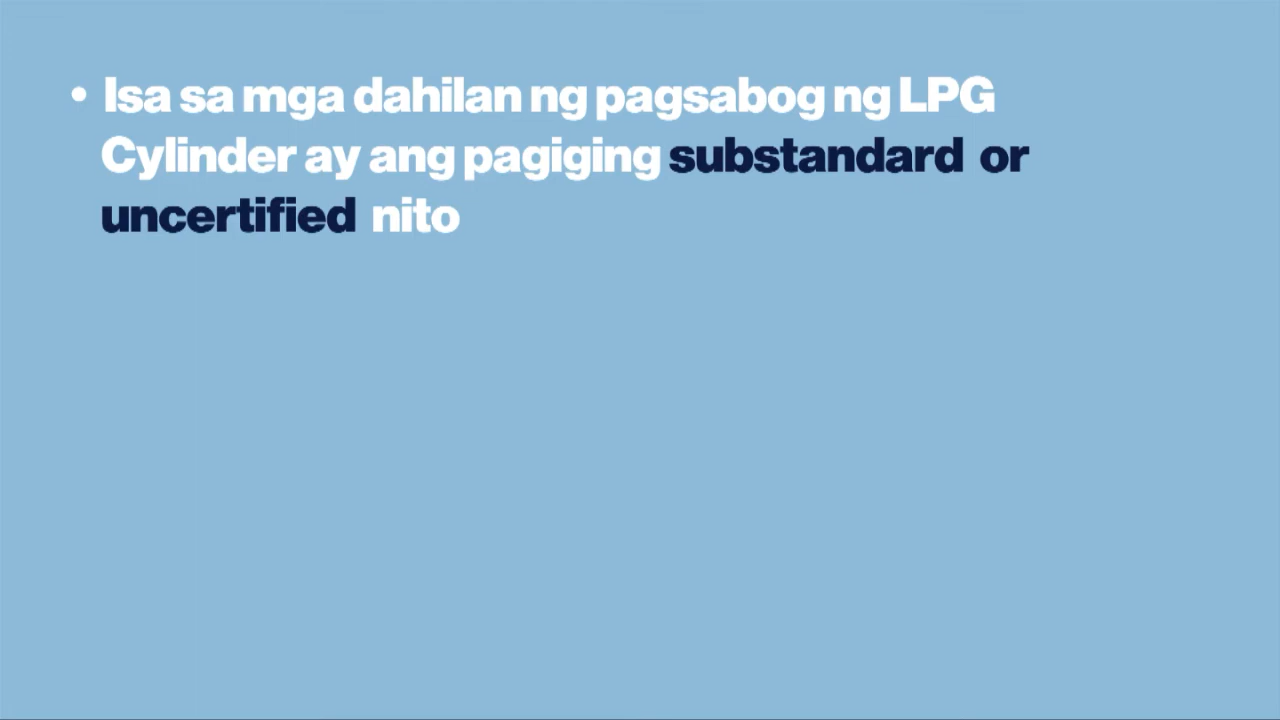 • Isa sa mga dahilan ng pagsabog ng LPG
Cylinder ay ang pagiging substandard or
uncertified nito